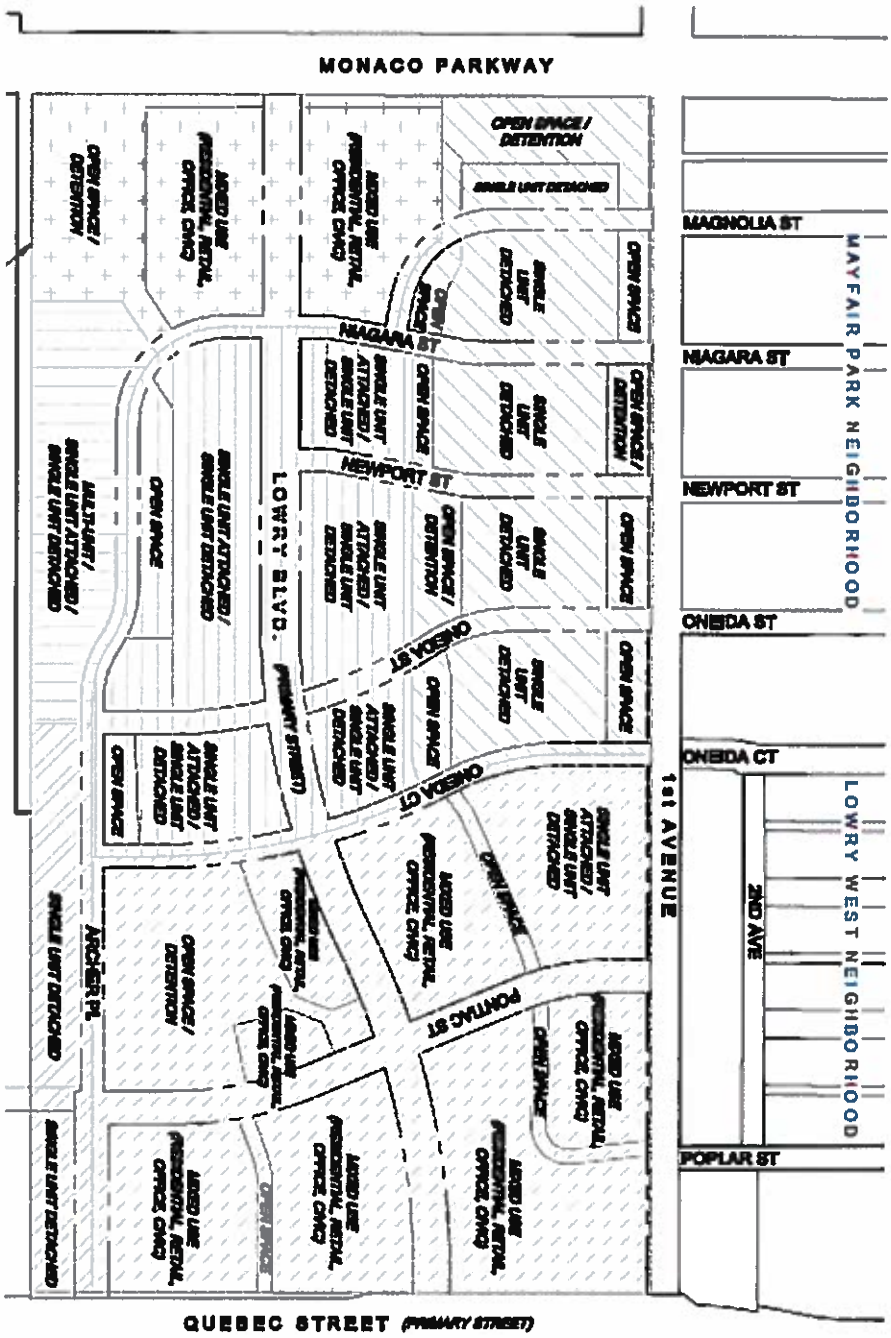 MONACO PARKWAY
OPEN SPACE /
DETENTION
MIXED USE
(RESIDENTIAL, RETAIL,
OFFICE, CIVIC)
MIXED USE
(RESIDENTIAL, RETAIL,
OFFICE, CIVIC)
OPEN SPACE /
DETENTION
SINGLE UNIT DETACHED
MAGNOLIA ST
MAYFAIR PARK NEIGHBORHOOD
SINGLE
UNIT
DETACHED
OPEN SPACE
OPEN
SPACE
NIAGARA ST
NIAGARA ST
SINGLE UNIT
ATTACHED /
SINGLE UNIT
DETACHED
OPEN SPACE
SINGLE
UNIT
DETACHED
OPEN SPACE /
DETENTION
NEWPORT ST
NEWPORT ST
MULTI-UNIT /
SINGLE UNIT ATTACHED /
SINGLE UNIT DETACHED
OPEN SPACE
SINGLE UNIT ATTACHED /
SINGLE UNIT DETACHED
LOWRY BLVD.
(PRIMARY STREET)
SINGLE UNIT
ATTACHED /
SINGLE UNIT
DETACHED
OPEN SPACE /
DETENTION
SINGLE
UNIT
DETACHED
OPEN SPACE
ONEIDA ST
ONEIDA ST
OPEN SPACE
SINGLE UNIT
ATTACHED /
SINGLE UNIT
DETACHED
SINGLE UNIT
ATTACHED /
SINGLE UNIT
DETACHED
OPEN SPACE
SINGLE
UNIT
DETACHED
OPEN SPACE
ONEIDA CT
ONEIDA CT
1st AVENUE
2ND AVE
LOWRY WEST NEIGHBORHOOD
SINGLE UNIT
ATTACHED /
SINGLE UNIT
DETACHED
OPEN SPACE
MIXED USE
(RESIDENTIAL, RETAIL,
OFFICE, CIVIC)
MIXED USE
(RESIDENTIAL, RETAIL,
OFFICE, CIVIC)
OPEN SPACE /
DETENTION
ARCHER PL
SINGLE UNIT DETACHED
MIXED USE
(RESIDENTIAL, RETAIL,
OFFICE, CIVIC)
PONTIAC ST
OPEN SPACE
MIXED USE
(RESIDENTIAL, RETAIL,
OFFICE, CIVIC)
POPLAR ST
SINGLE UNIT DETACHED
MIXED USE
(RESIDENTIAL, RETAIL,
OFFICE, CIVIC)
OPEN SPACE
MIXED USE
(RESIDENTIAL, RETAIL,
OFFICE, CIVIC)
MIXED USE
(RESIDENTIAL, RETAIL,
OFFICE, CIVIC)
QUEBEC STREET (PRIMARY STREET)